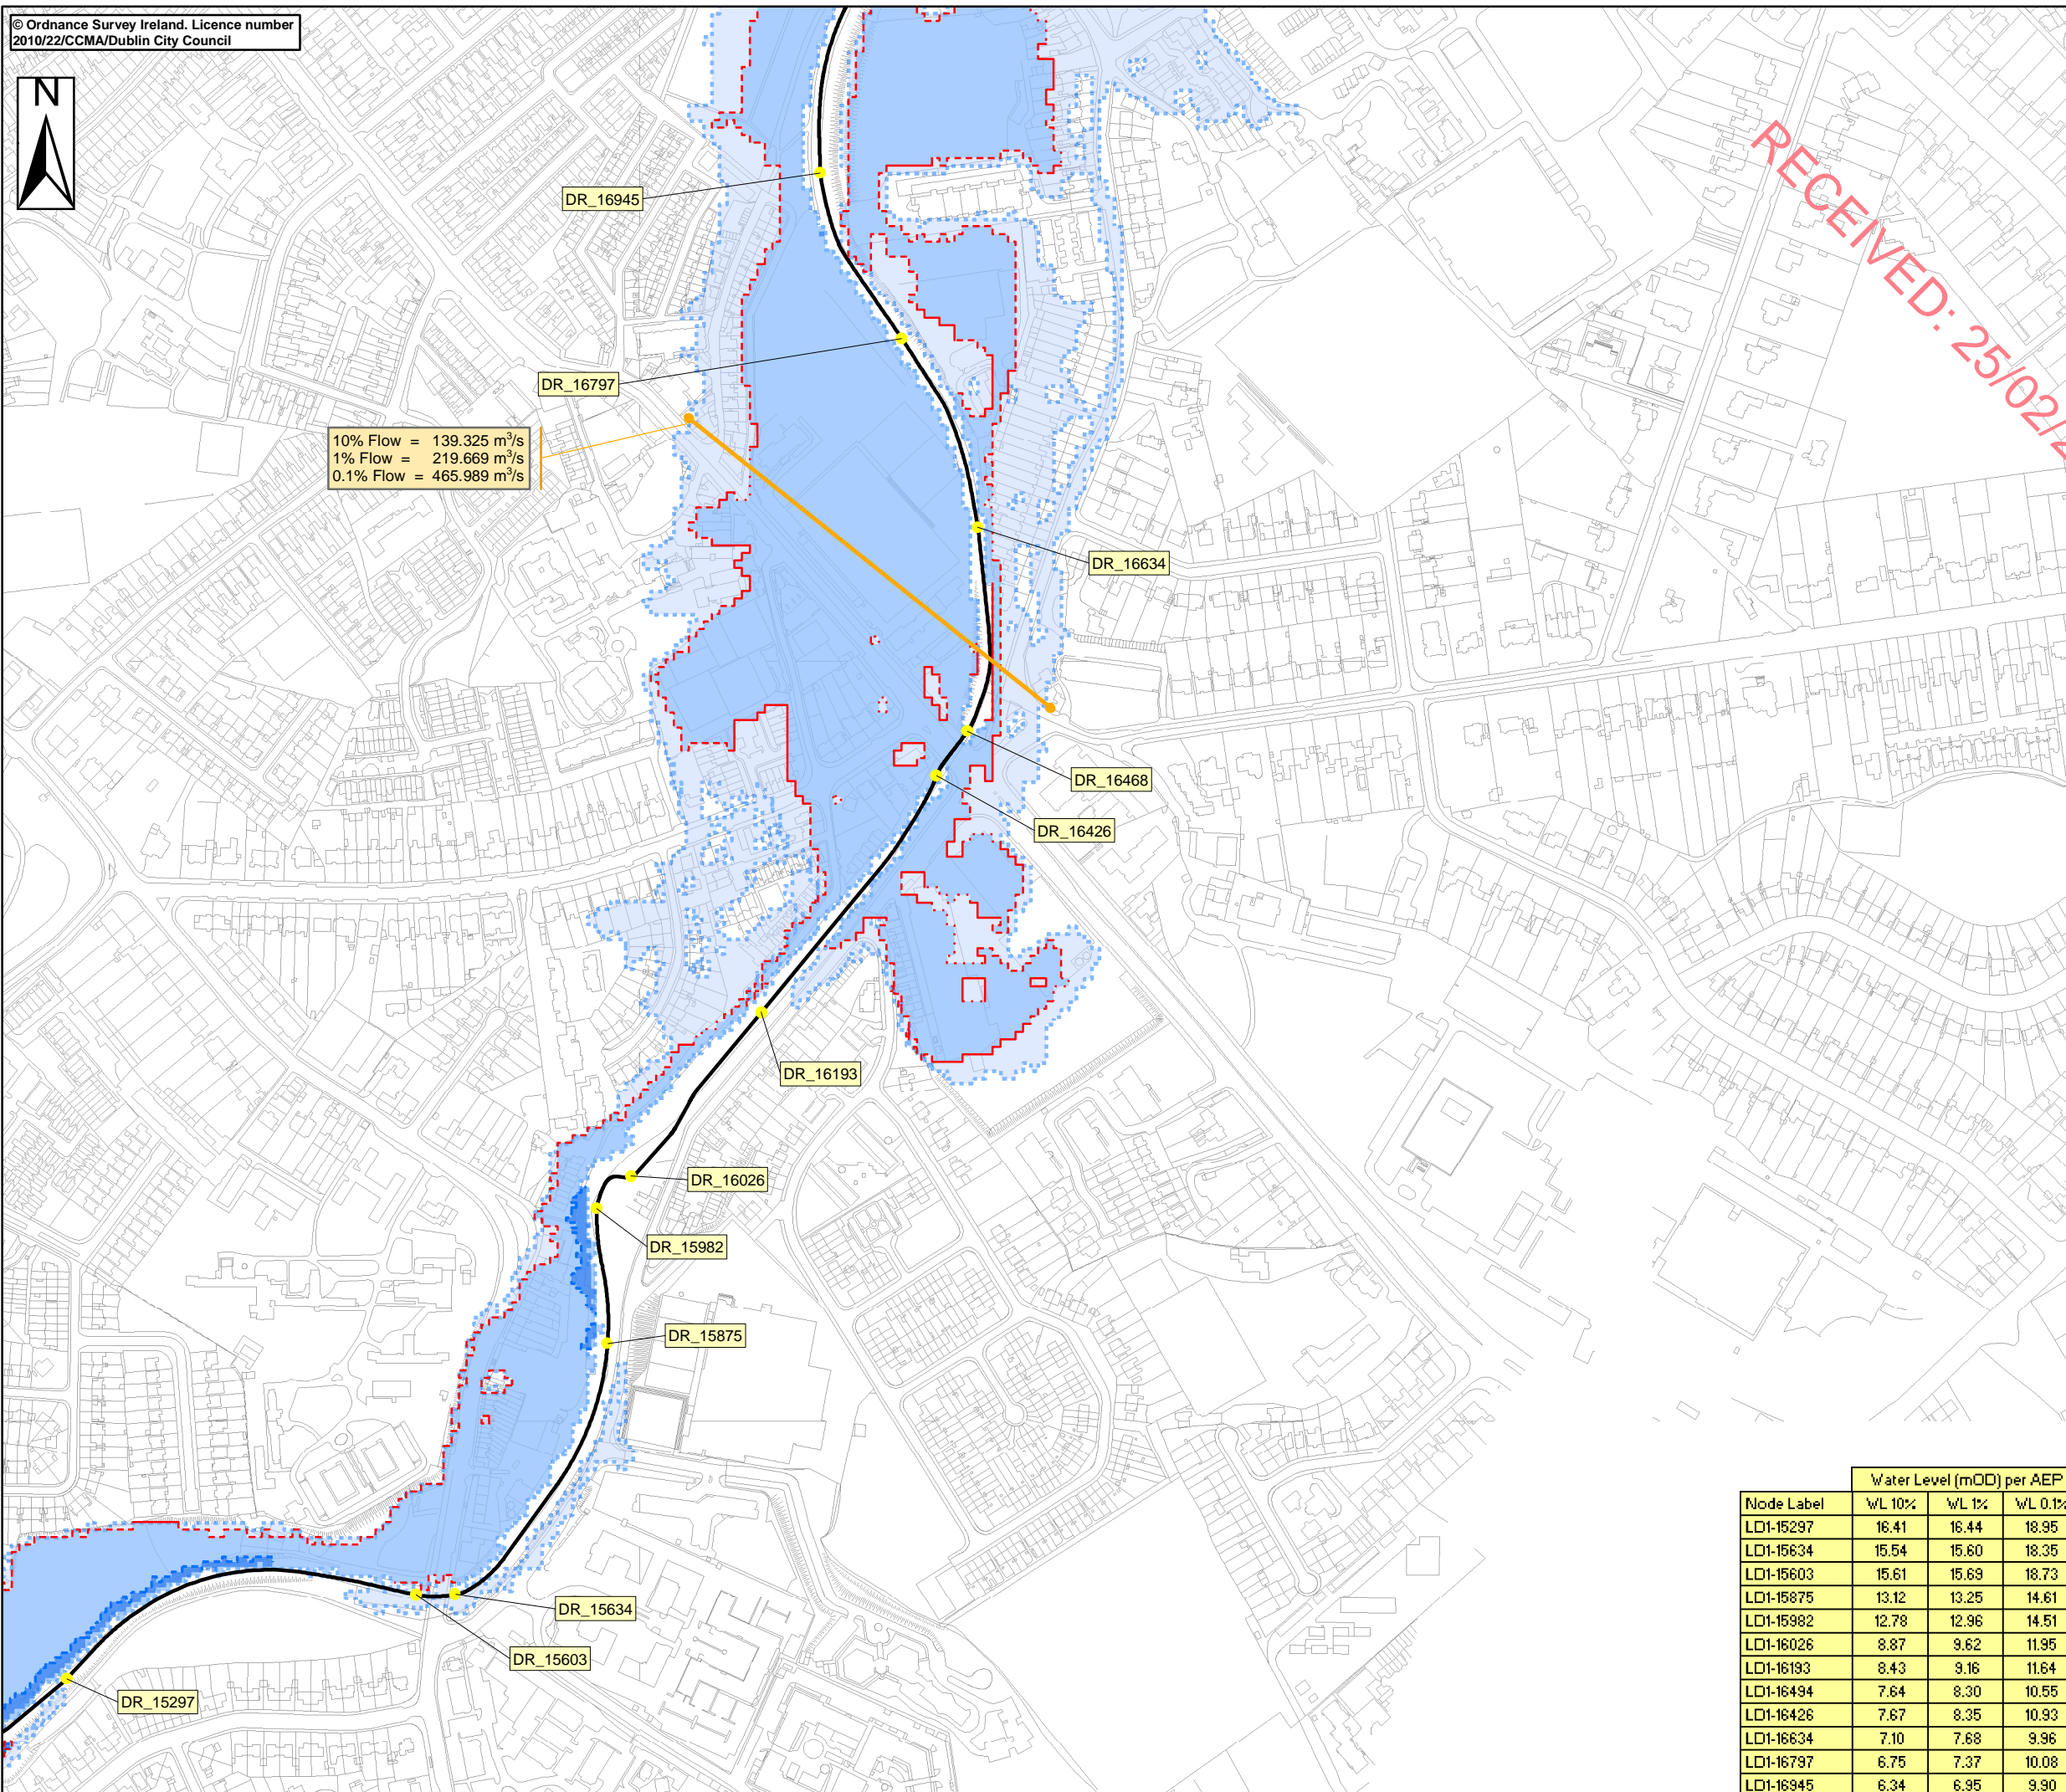 © Ordnance Survey Ireland. Licence number
2010/22/CCMA/Dublin City Council
N
RECEIVED: 25/02/2
DR_16945
DR_16797
10% Flow = 139.325 m³/s
1% Flow = 219.669 m³/s
0.1% Flow = 465.989 m³/s
DR_16634
DR_16468
DR_16426
DR_16193
DR_16026
DR_15982
DR_15875
DR_15634
DR_15603
DR_15297
Water Level (mOD) per AEP
Node Label WL 10% WL 1% WL 0.1%
LD1-15297 16.41 16.44 18.95
LD1-15634 15.54 15.60 18.35
LD1-15603 15.61 15.69 18.73
LD1-15875 13.12 13.25 14.61
LD1-15982 12.78 12.96 14.51
LD1-16026 8.87 9.62 11.95
LD1-16193 8.43 9.16 11.64
LD1-16494 7.64 8.30 10.55
LD1-16426 7.67 8.35 10.93
LD1-16634 7.10 7.68 9.96
LD1-16797 6.75 7.37 10.08
LD1-16945 6.34 6.95 9.90